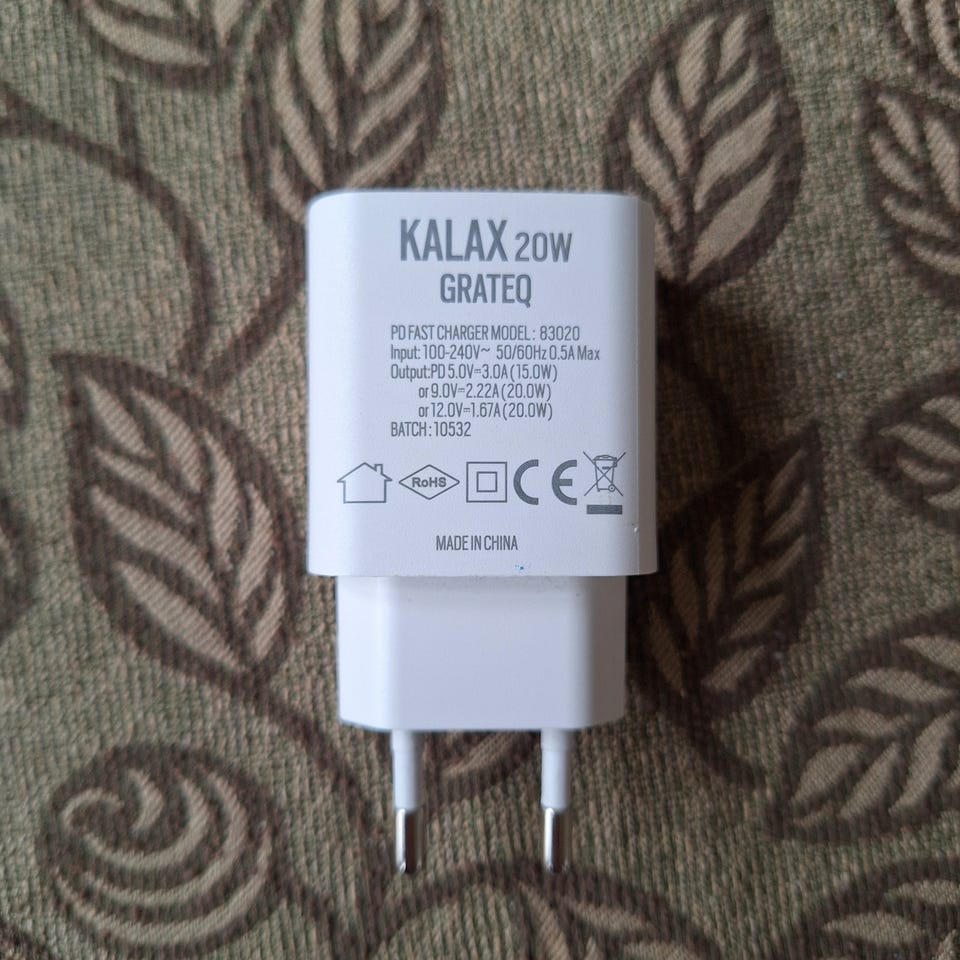 KALAX 20W
GRATEQ
PD FAST CHARGER MODEL: 83020
Input: 100-240V~ 50/60Hz 0.5A Max
Output:PD 5.0V=3.0A (15.0W)
or 9.0V=2.22A (20.0W)
or 12.0V=1.67A (20.0W)
BATCH: 10532
RoHS CE
MADE IN CHINA